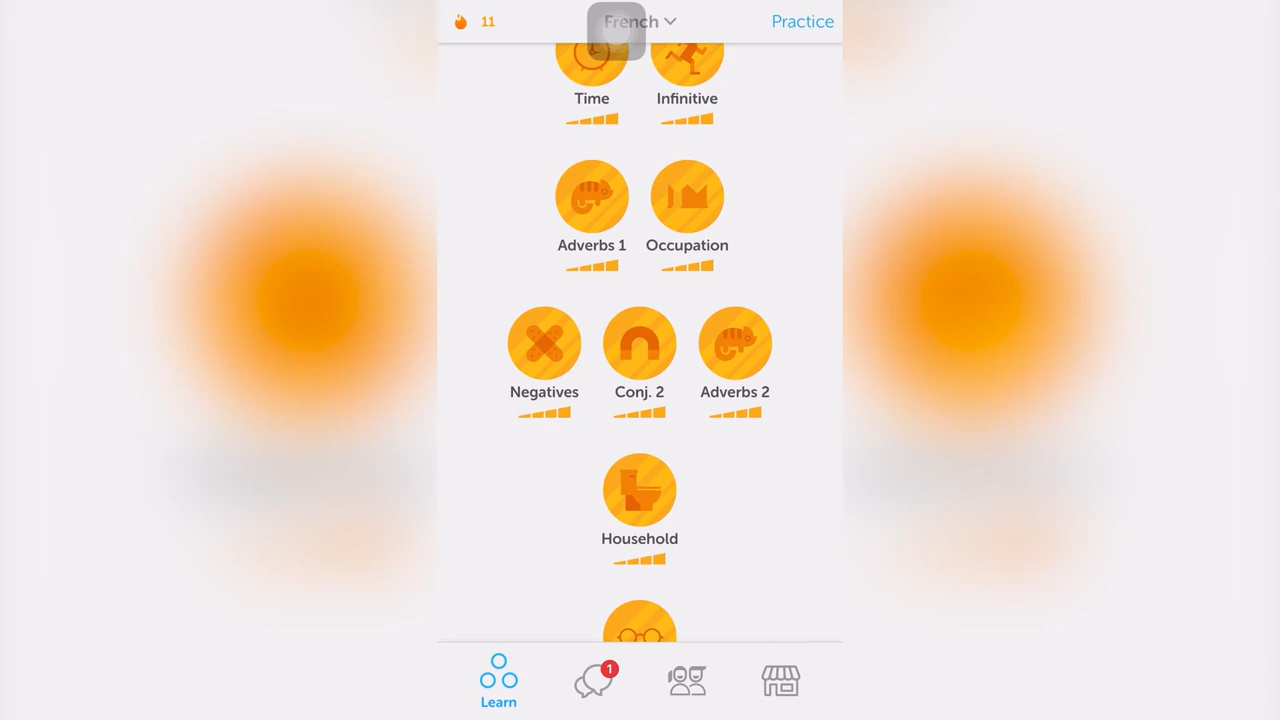 11 French Practice
Time Infinitive
Adverbs 1 Occupation
Negatives Conj. 2 Adverbs 2
Household
1
Learn